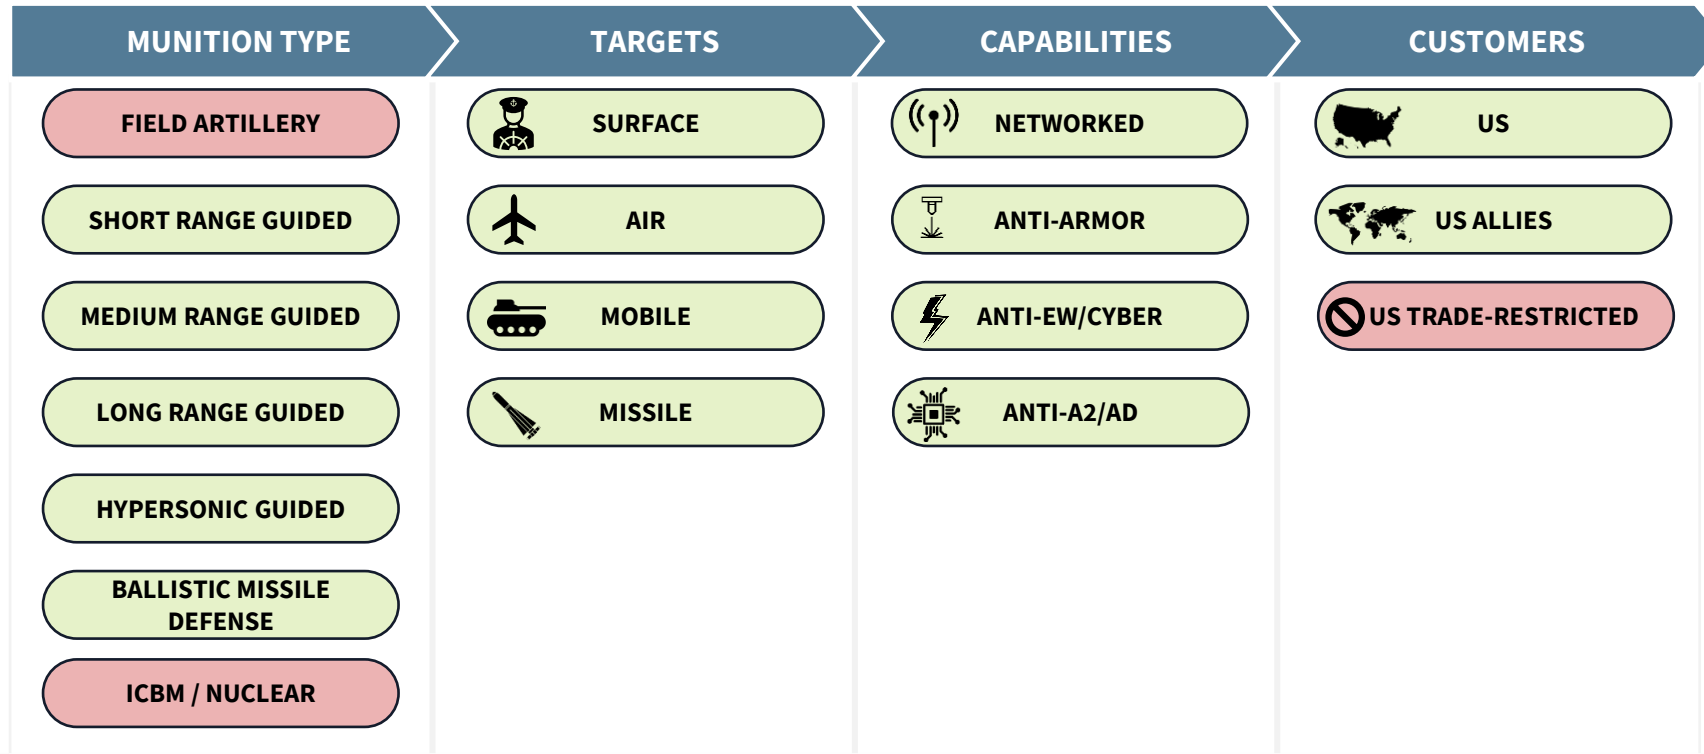 MUNITION TYPE
TARGETS
CAPABILITIES
CUSTOMERS
FIELD ARTILLERY
SHORT RANGE GUIDED
MEDIUM RANGE GUIDED
LONG RANGE GUIDED
HYPERSONIC GUIDED
BALLISTIC MISSILE
DEFENSE
ICBM / NUCLEAR
SURFACE
AIR
MOBILE
MISSILE
NETWORKED
ANTI-ARMOR
ANTI-EW/CYBER
ANTI-A2/AD
US
US ALLIES
US TRADE-RESTRICTED